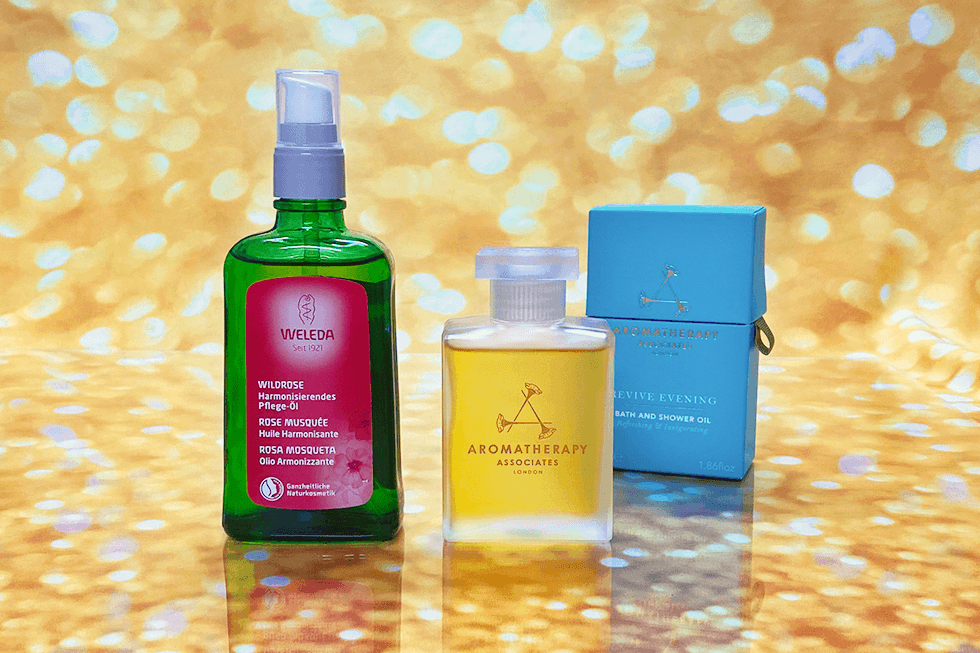 WELEDA
Seit 1921
WILDROSE
Harmonisierendes
Pflege-Öl
ROSE MUSQUÉE
Huile Harmonisante
ROSA MOSQUETA
Olio Armonizzante
Ganzheitliche
Naturkosmetik
AROMATHERAPY
ASSOCIATES
LONDON
AROMATHERAPY
ASSOCIATES
REVIVE EVENING
BATH AND SHOWER OIL
Refreshing & Invigorating
1.86floz